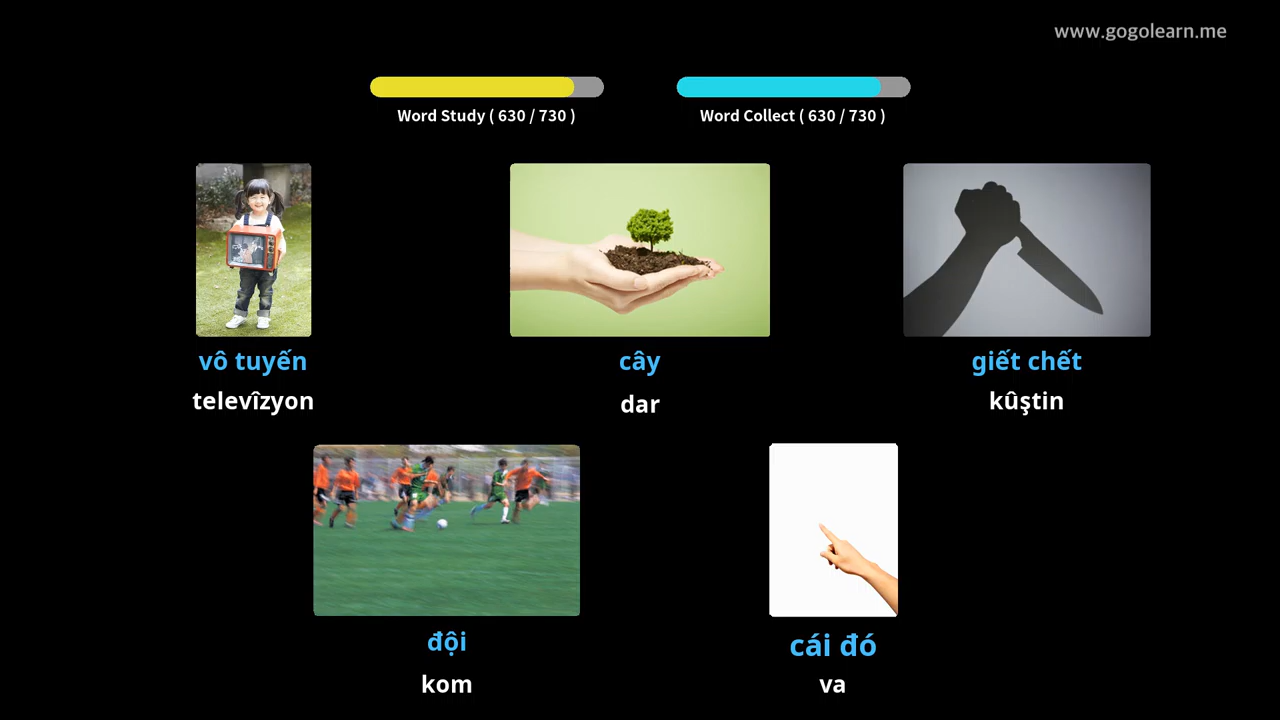 www.gogolearn.me
Word Study ( 630 / 730 )
Word Collect ( 630 / 730 )
vô tuyến
televîzyon
cây
dar
giết chết
kûştin
đội
kom
cái đó
va